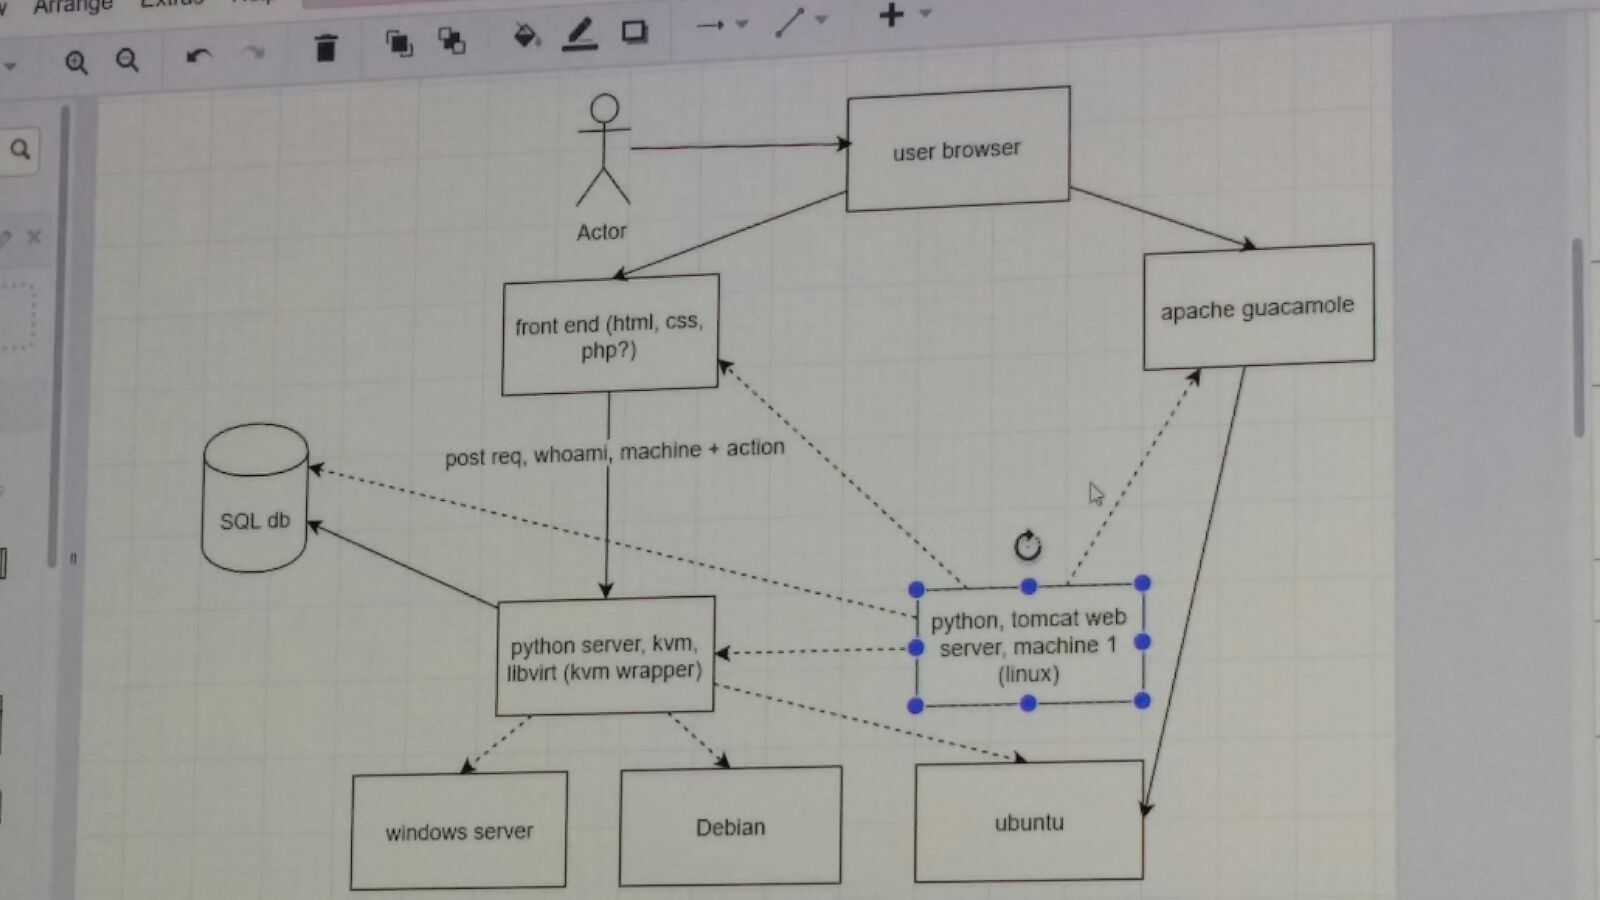 Arrange
Extras
user browser
Actor
front end (html, css,
php?)
apache guacamole
post req, whoami, machine + action
SQL db
python server, kvm,
libvirt (kvm wrapper)
python, tomcat web
server, machine 1
(linux)
windows server
Debian
ubuntu